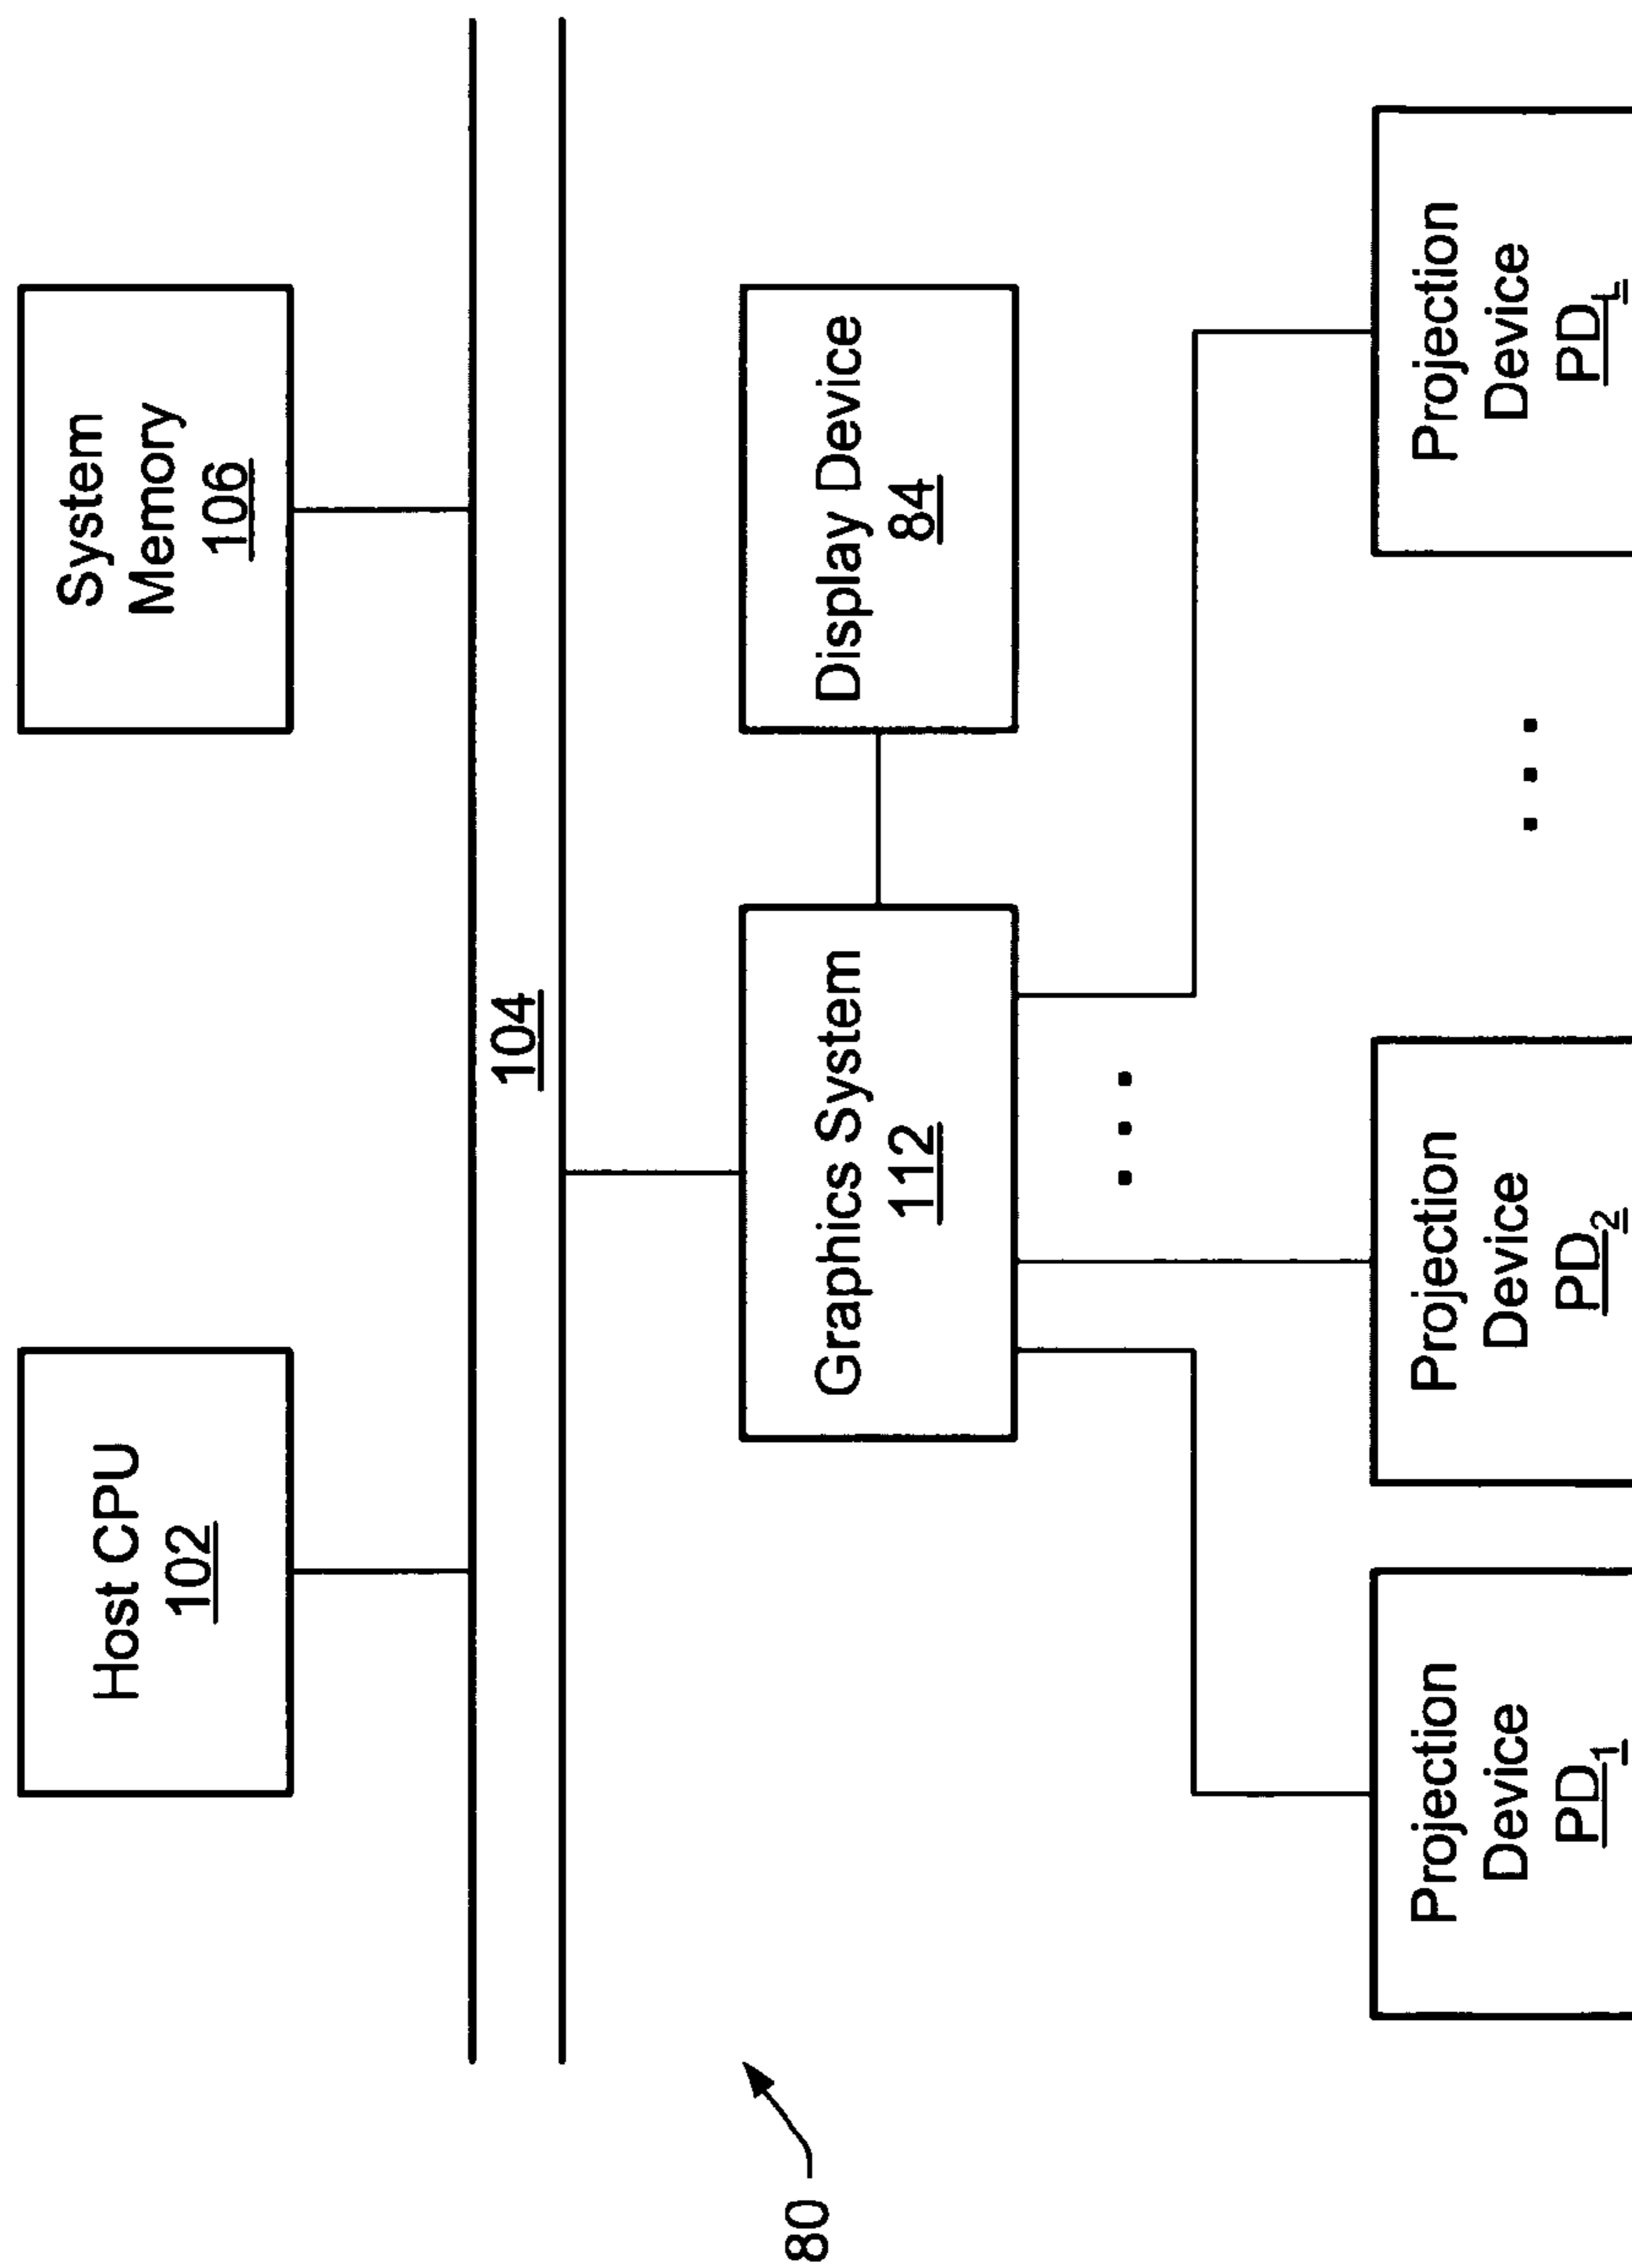 Host CPU
102
System
Memory
106
104
80
Graphics System
112
Display Device
84
. . .
Projection
Device
PD1
Projection
Device
PD2
. . .
Projection
Device
PDL